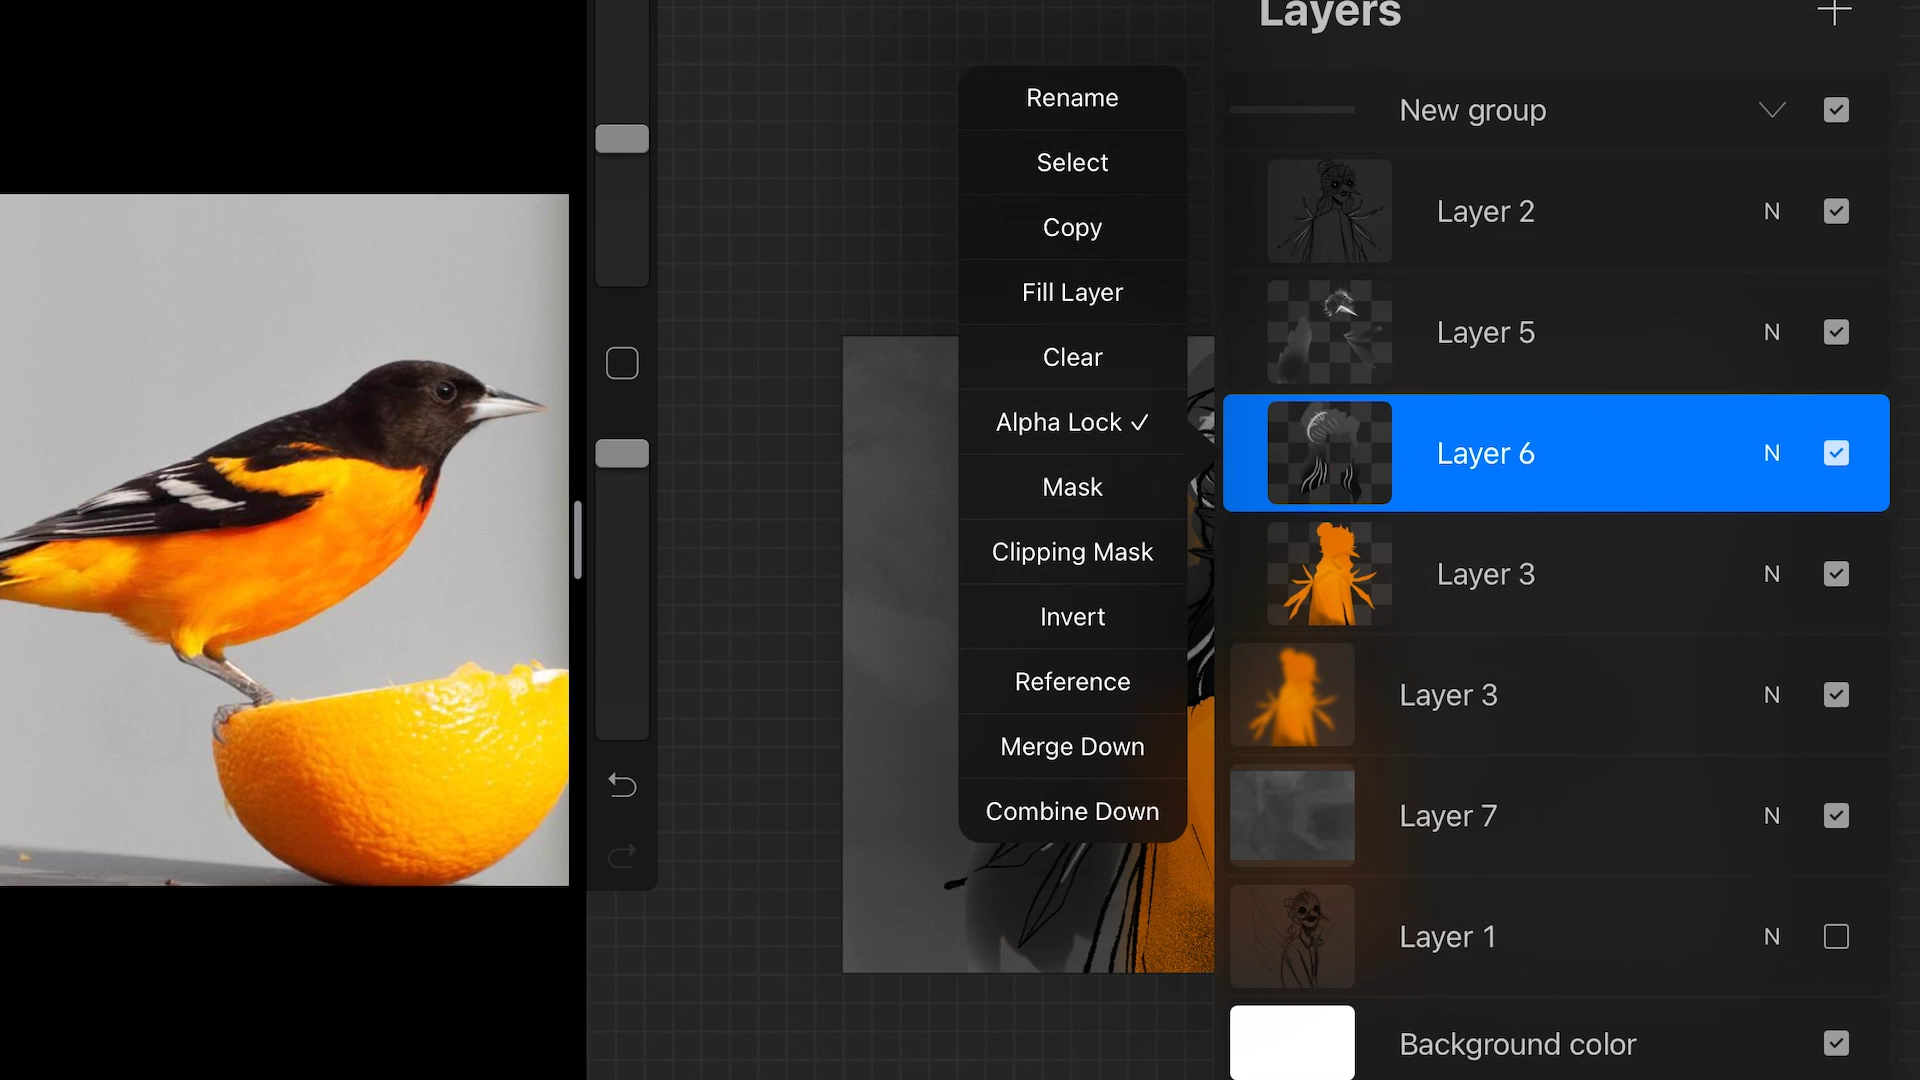 Layers
Rename
Select
Copy
Fill Layer
Clear
Alpha Lock ✓
Mask
Clipping Mask
Invert
Reference
Merge Down
Combine Down
New group
Layer 2 N
Layer 5 N
Layer 6 N
Layer 3 N
Layer 3 N
Layer 7 N
Layer 1 N
Background color